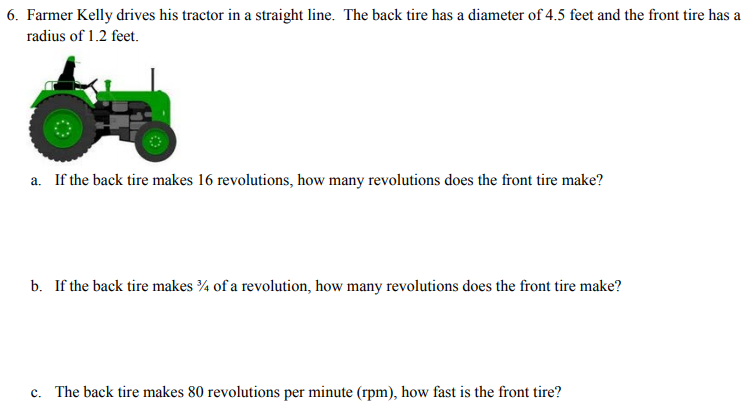 6. Farmer Kelly drives his tractor in a straight line. The back tire has a diameter of 4.5 feet and the front tire has a
radius of 1.2 feet.
a. If the back tire makes 16 revolutions, how many revolutions does the front tire make?
b. If the back tire makes ¾ of a revolution, how many revolutions does the front tire make?
c. The back tire makes 80 revolutions per minute (rpm), how fast is the front tire?